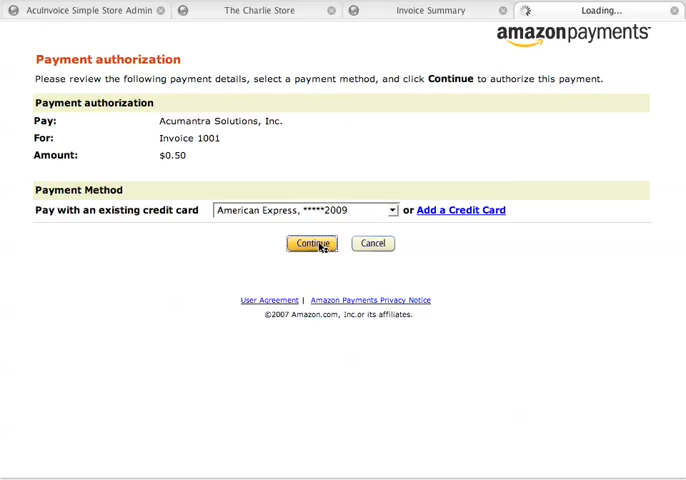 AcuInvoice Simple Store Admin
The Charlie Store
Invoice Summary
Loading...
amazonpayments™
Payment authorization
Please review the following payment details, select a payment method, and click Continue to authorize this payment.
Payment authorization
Pay: Acumantra Solutions, Inc.
For: Invoice 1001
Amount: $0.50
Payment Method
Pay with an existing credit card American Express, *****2009 or Add a Credit Card
Continue Cancel
User Agreement | Amazon Payments Privacy Notice
©2007 Amazon.com, Inc.or its affiliates.